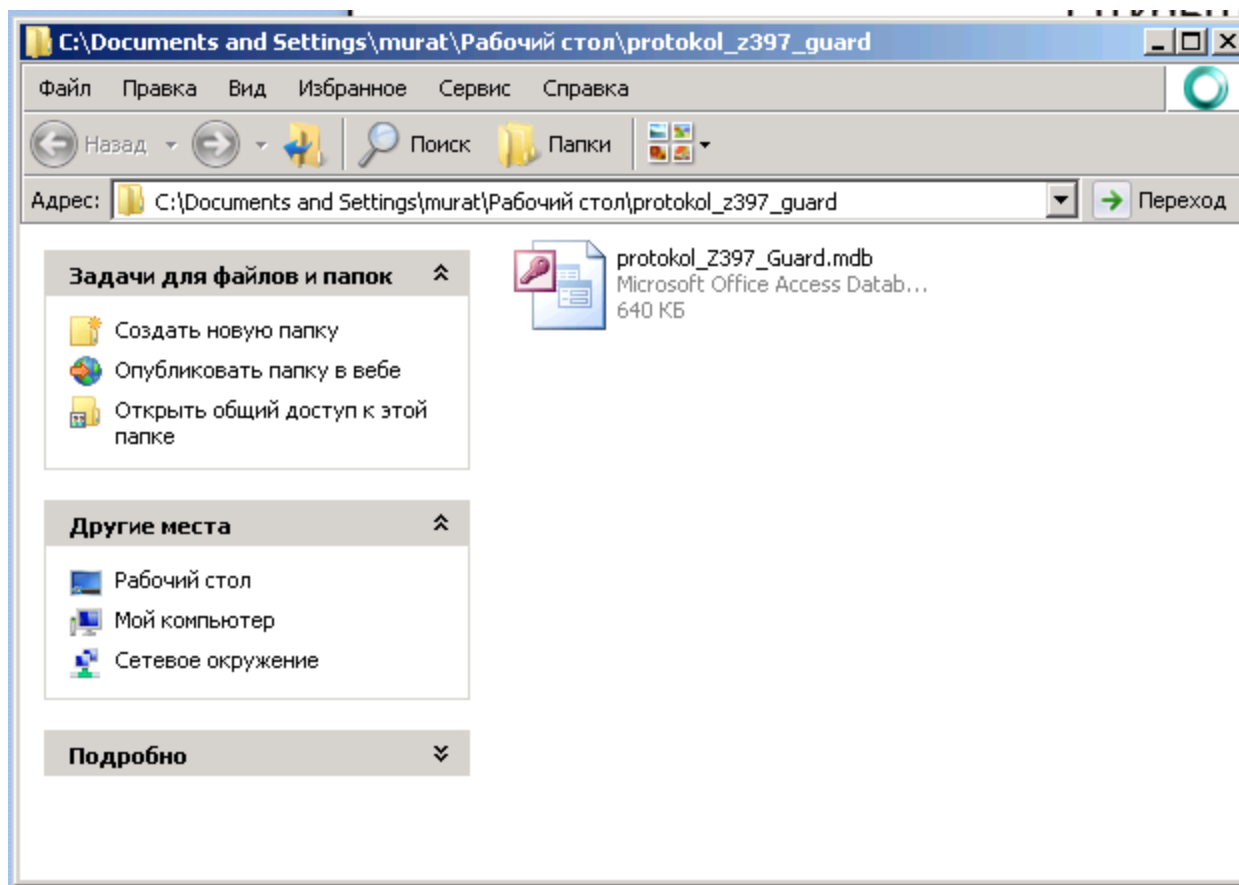 C:\Documents and Settings\murat\Рабочий стол\protokol_z397_guard
Файл Правка Вид Избранное Сервис Справка
Назад Поиск Папки
Адрес: C:\Documents and Settings\murat\Рабочий стол\protokol_z397_guard Переход
Задачи для файлов и папок
Создать новую папку
Опубликовать папку в вебе
Открыть общий доступ к этой
папке
Другие места
Рабочий стол
Мой компьютер
Сетевое окружение
Подробно
protokol_Z397_Guard.mdb
Microsoft Office Access Datab...
640 КБ